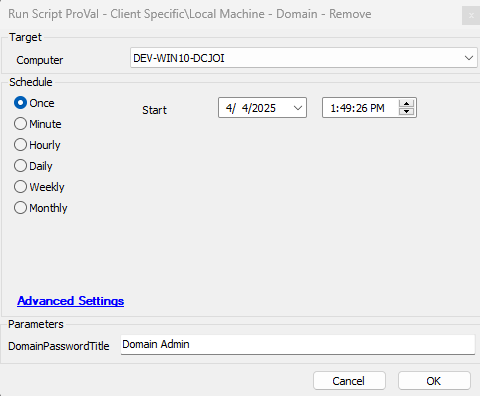 Run Script ProVal - Client Specific\Local Machine - Domain - Remove
Target
Computer DEV-WIN10-DCJOI
Schedule
Once
Minute
Hourly
Daily
Weekly
Monthly
Start 4/ 4/2025 1:49:26 PM
Advanced Settings
Parameters
DomainPasswordTitle Domain Admin
Cancel OK